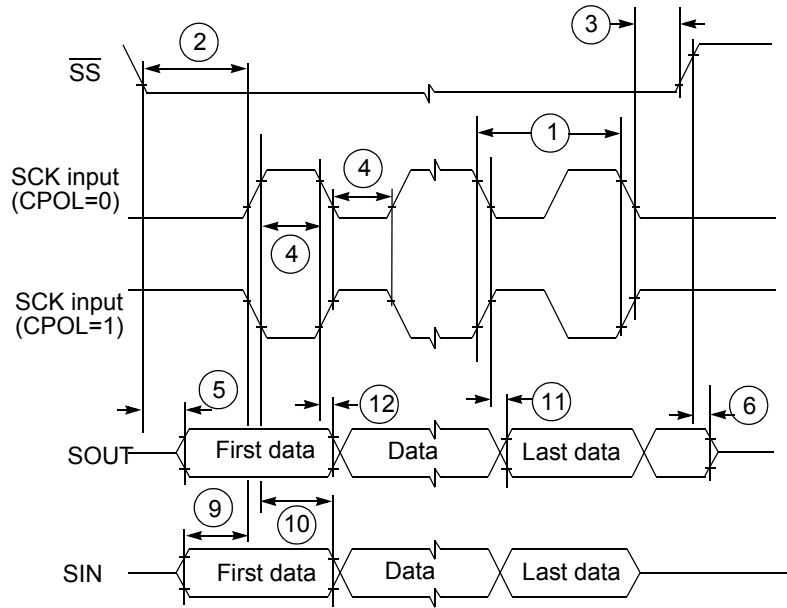 2
3
SS
1
SCK input
(CPOL=0)
4
4
SCK input
(CPOL=1)
5
12
11
6
SOUT
First data
Data
Last data
9
10
SIN
First data
Data
Last data